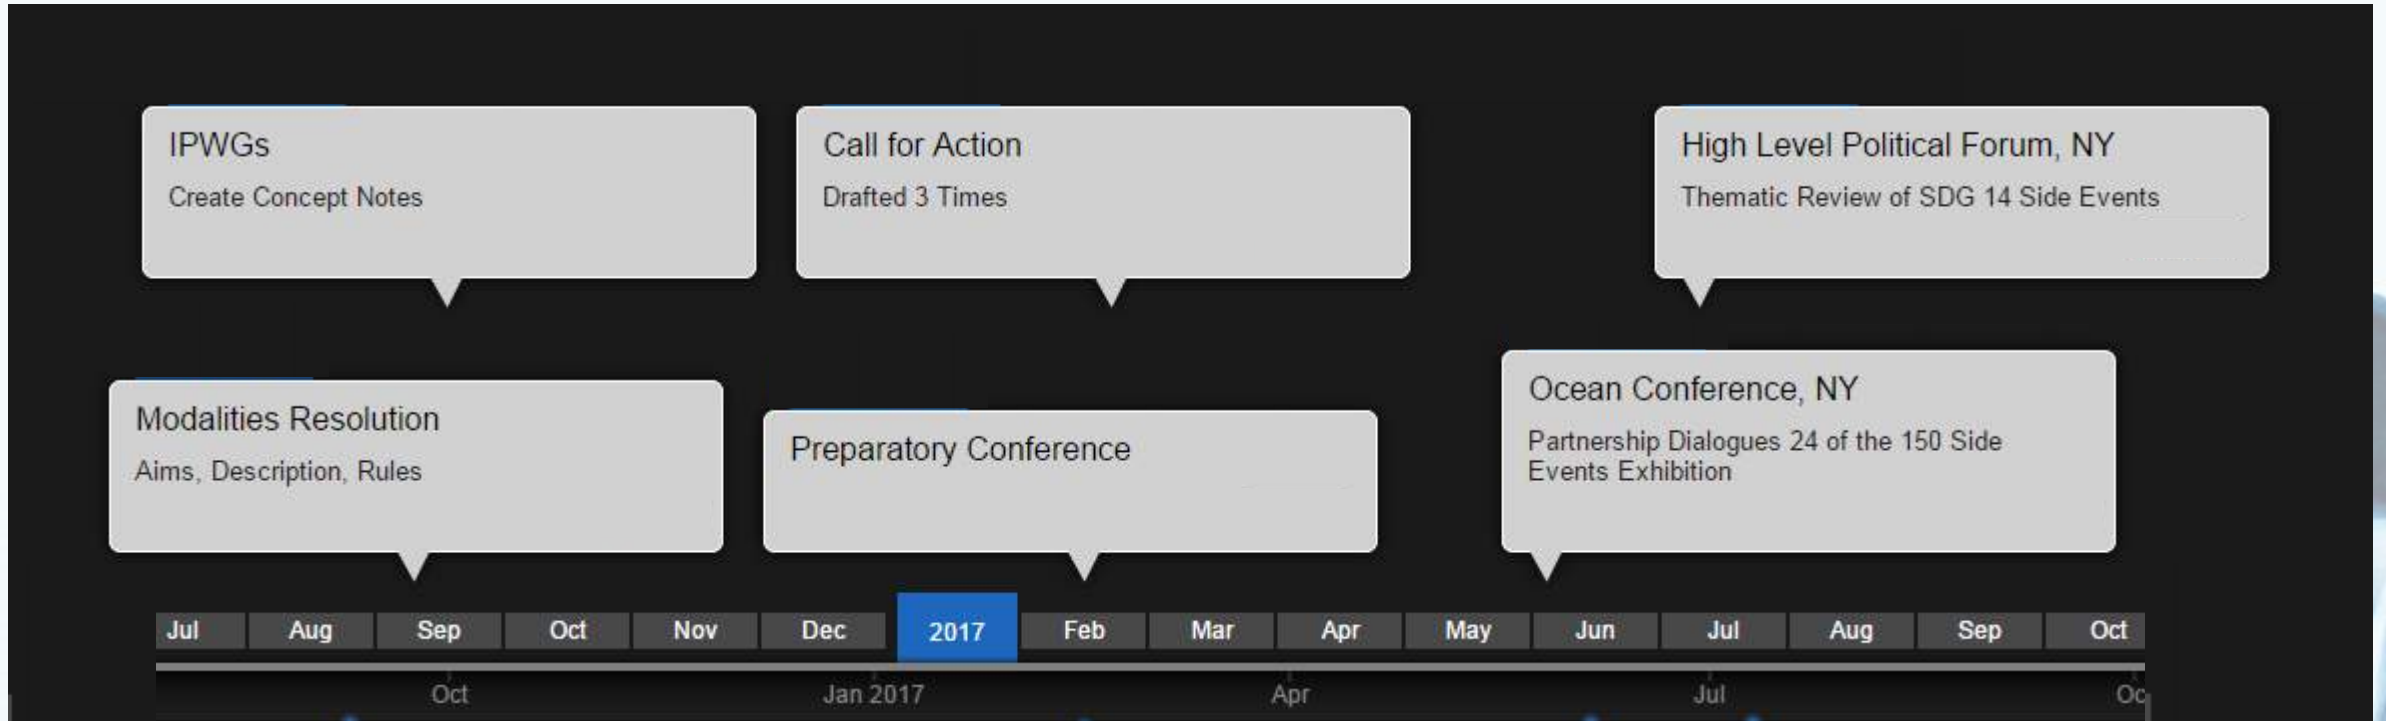 IPWGs
Create Concept Notes
Call for Action
Drafted 3 Times
High Level Political Forum, NY
Thematic Review of SDG 14 Side Events
Modalities Resolution
Aims, Description, Rules
Preparatory Conference
Ocean Conference, NY
Partnership Dialogues 24 of the 150 Side
Events Exhibition
Jul Aug Sep Oct Nov Dec 2017 Feb Mar Apr May Jun Jul Aug Sep Oct
Oct Jan 2017 Apr Jul Oc